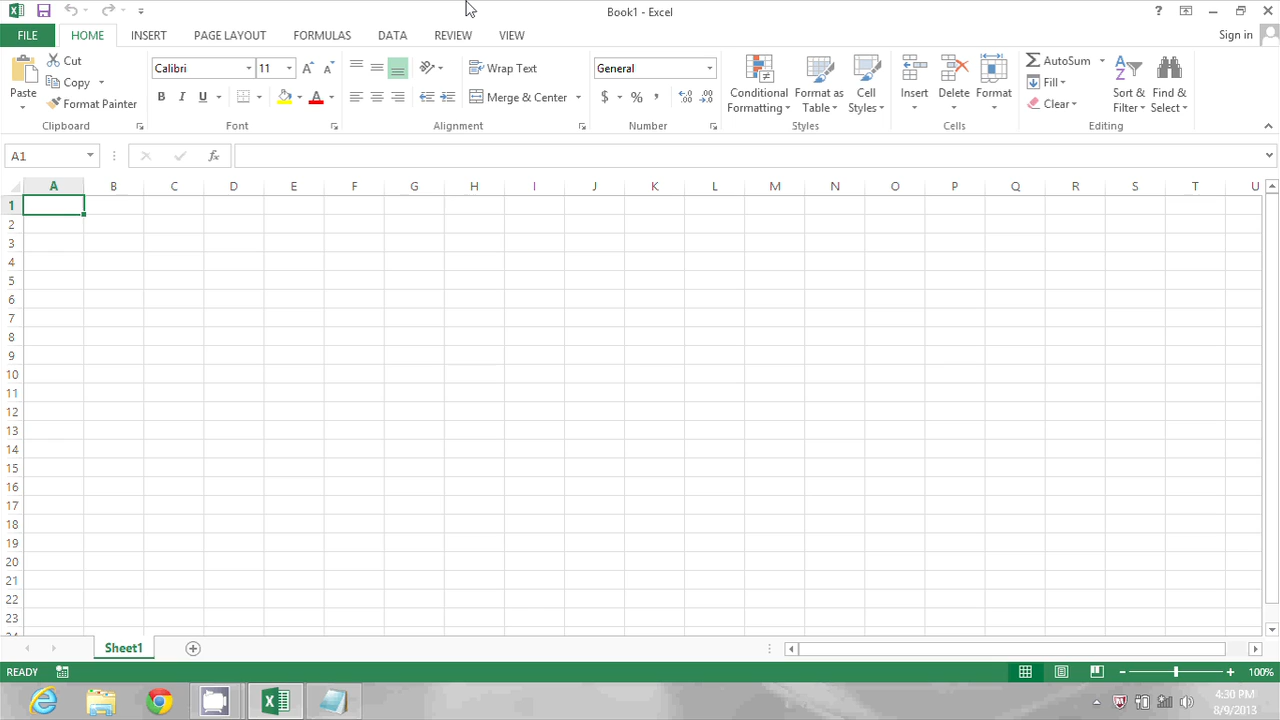 Book1 - Excel
FILE HOME INSERT PAGE LAYOUT FORMULAS DATA REVIEW VIEW Sign in
Cut
Copy
Format Painter
Paste
Clipboard
Calibri 11
B I U
Font
Wrap Text
Merge & Center
Alignment
General
$ % ,
Number
Conditional Formatting
Format as Table
Cell Styles
Styles
Insert
Delete
Format
Cells
AutoSum
Fill
Clear
Sort & Filter
Find & Select
Editing
A1
fx
A B C D E F G H I J K L M N O P Q R S T U
1
2
3
4
5
6
7
8
9
10
11
12
13
14
15
16
17
18
19
20
21
22
23
24
Sheet1
READY 100%
4:30 PM
8/9/2013